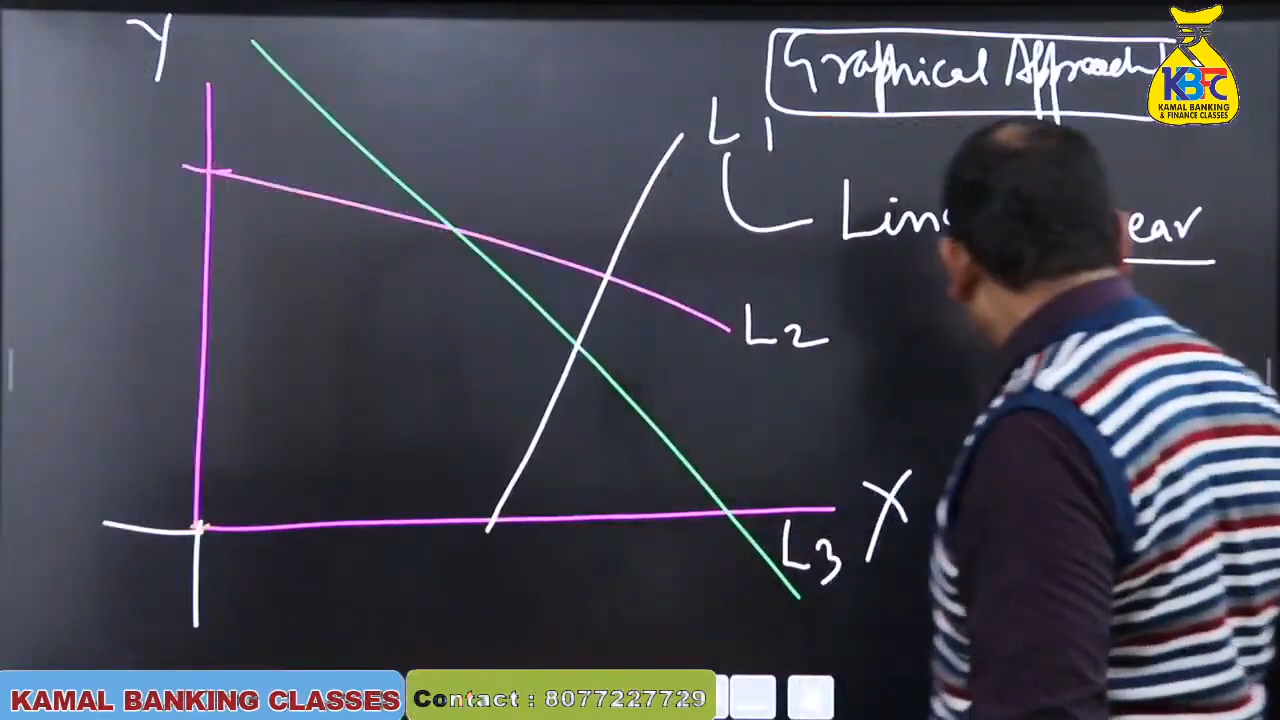 Y
Graphical Approach
KBFC
KAMAL BANKING
& FINANCE CLASSES
L1
Lin
ear
L2
X
L3
KAMAL BANKING CLASSES
Contact : 8077227729